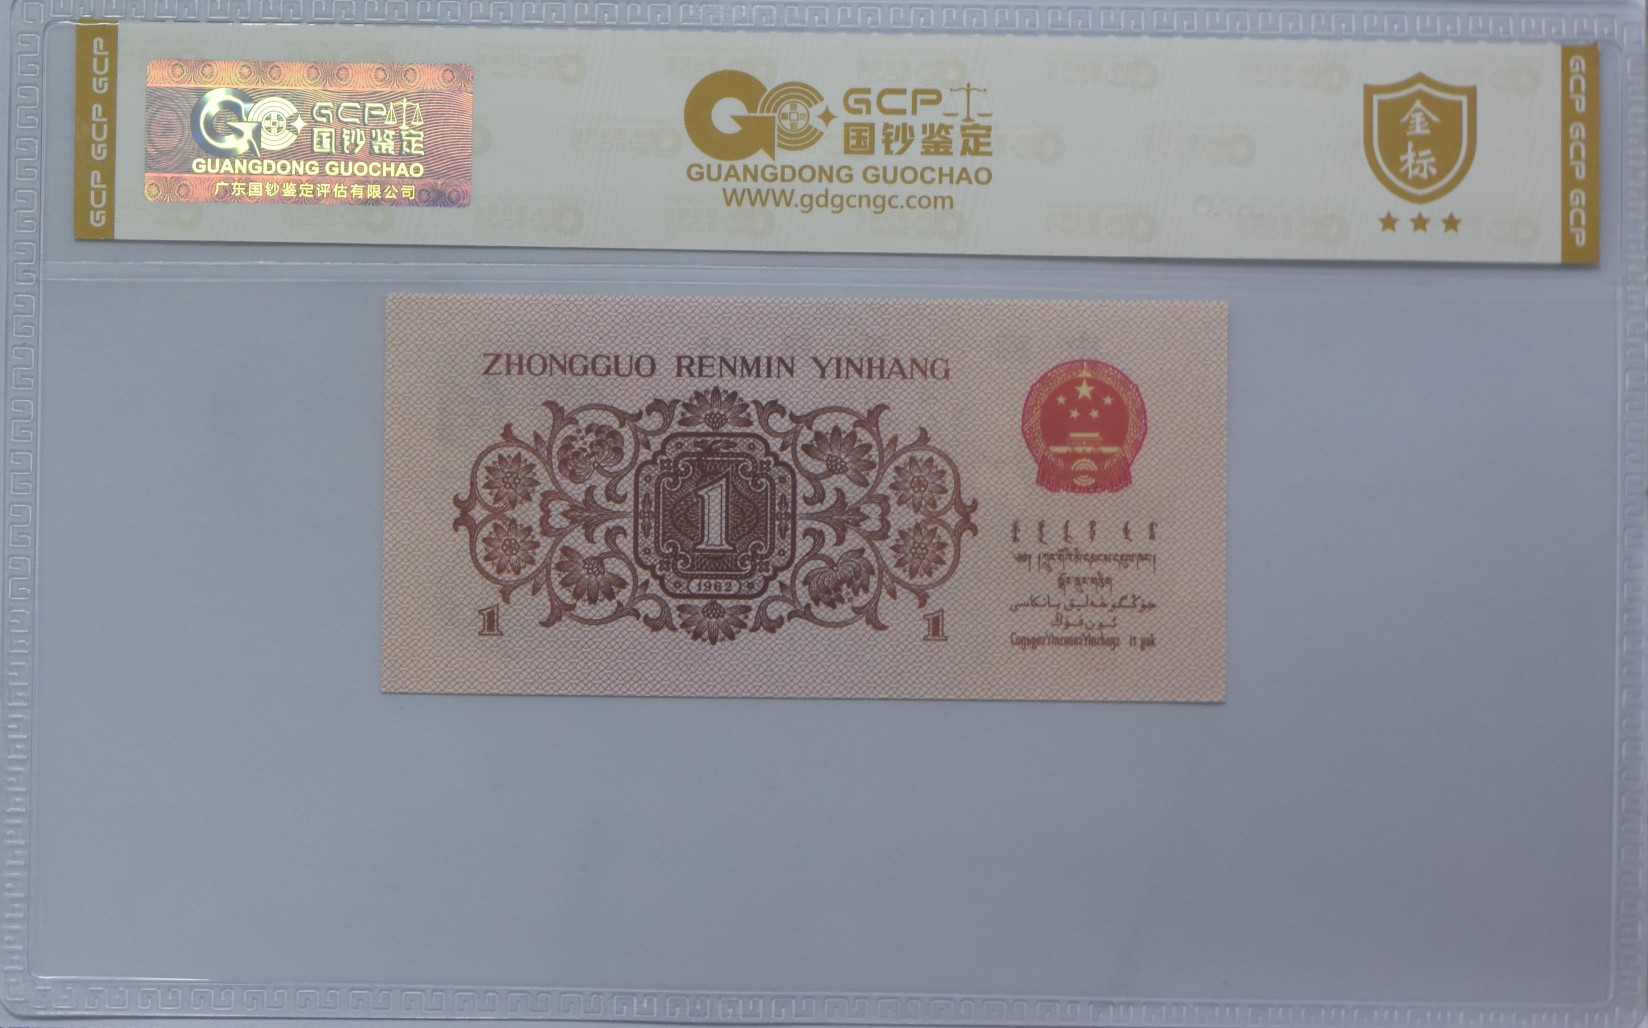 GCP GCP GCP
GCP 国钞鉴定
GUANGDONG GUOCHAO
广东国钞鉴定评估有限公司
GCP
国钞鉴定
GUANGDONG GUOCHAO
www.gdgcngc.com
金标
GCP GCP GCP
ZHONGGUO RENMIN YINHANG
1
1962
1
1